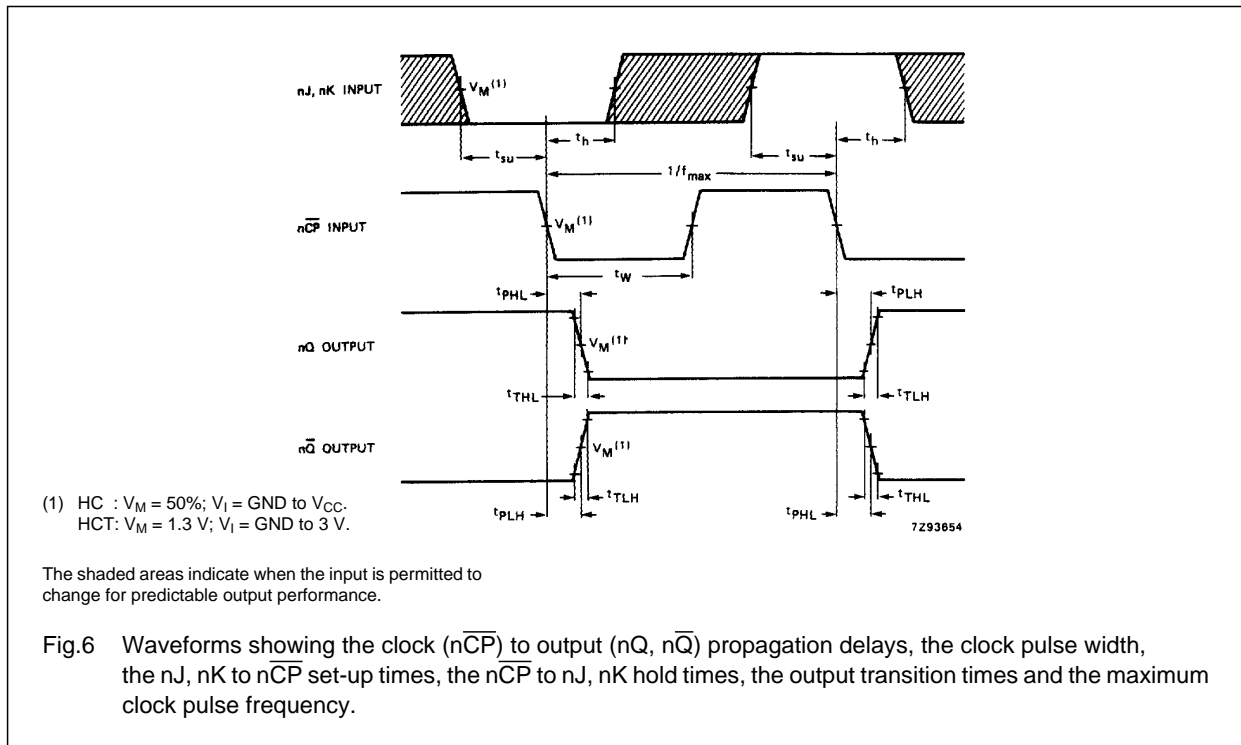 nJ, nK INPUT
V_M(1)
t_h
t_su
t_su
t_h
1/f_max
nC̅P̅ INPUT
V_M(1)
t_W
t_PHL
t_PLH
nQ OUTPUT
V_M(1)
t_THL
t_TLH
nQ̅ OUTPUT
V_M(1)
t_TLH
t_THL
t_PLH
t_PHL
7Z93654
(1) HC : V_M = 50%; V_I = GND to V_CC.
HCT: V_M = 1.3 V; V_I = GND to 3 V.
The shaded areas indicate when the input is permitted to
change for predictable output performance.
Fig.6 Waveforms showing the clock (nC̅P̅) to output (nQ, nQ̅) propagation delays, the clock pulse width,
the nJ, nK to nC̅P̅ set-up times, the nC̅P̅ to nJ, nK hold times, the output transition times and the maximum
clock pulse frequency.